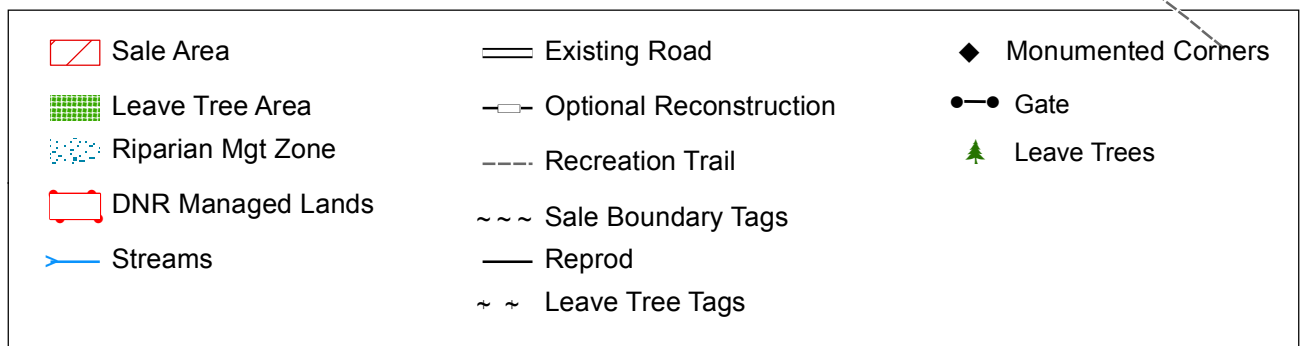 Sale Area
Leave Tree Area
Riparian Mgt Zone
DNR Managed Lands
Streams
Existing Road
Optional Reconstruction
Recreation Trail
Sale Boundary Tags
Reprod
Leave Tree Tags
Monumented Corners
Gate
Leave Trees